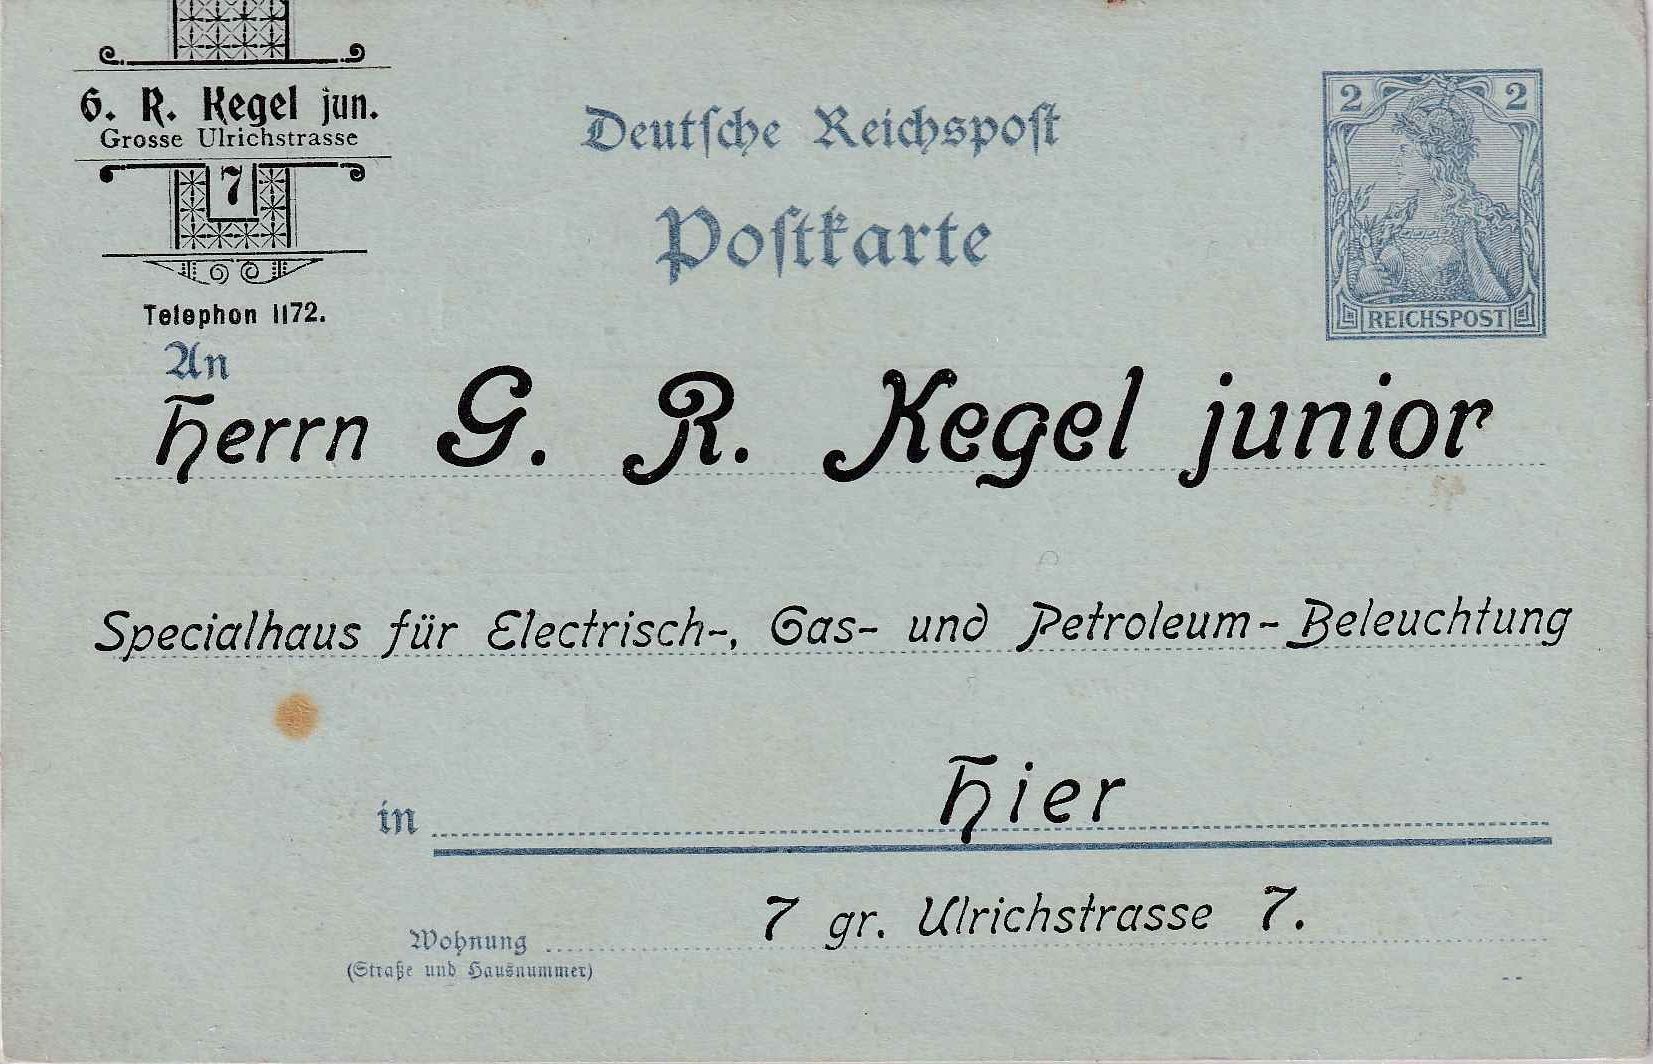 G. R. Kegel jun.
Grosse Ulrichstrasse
7
Telephon 1172.
Deutſche Reichspoſt
Poſtkarte
2 2
REICHSPOST
An
Herrn G. R. Kegel junior
Specialhaus für Electrisch-, Gas- und Petroleum-Beleuchtung
in Hier
7 gr. Ulrichstrasse 7.
Wohnung
(Straße und Hausnummer)